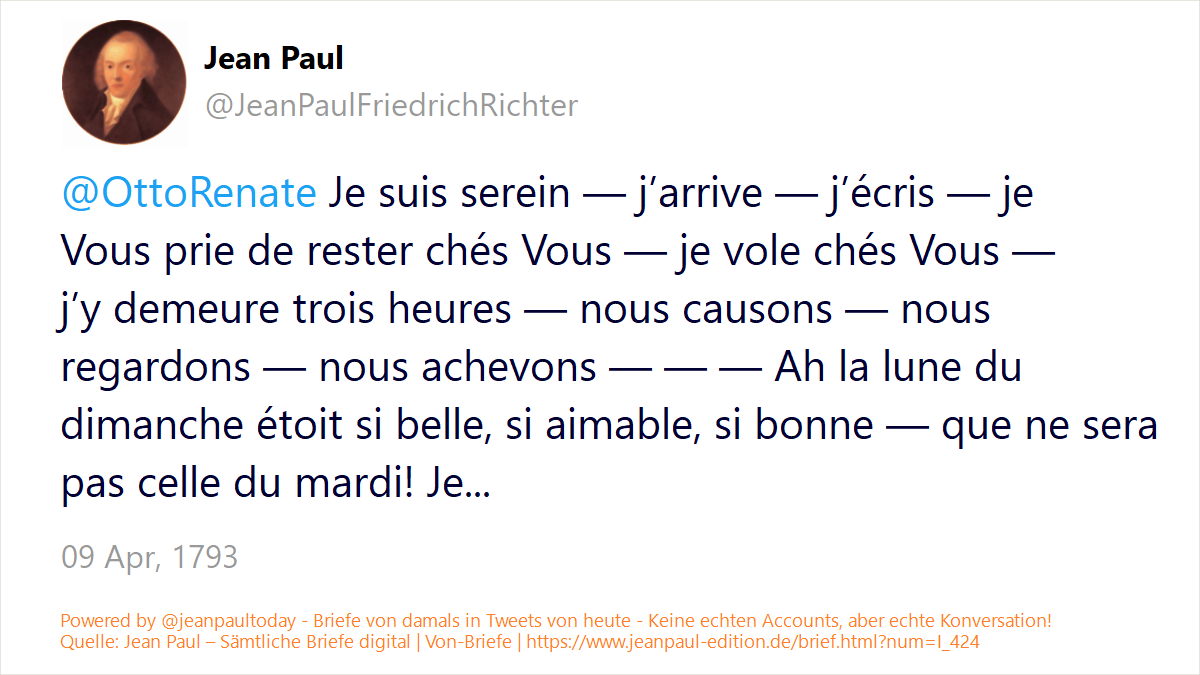 Jean Paul
@JeanPaulFriedrichRichter
@OttoRenate Je suis serein — j’arrive — j’écris — je
Vous prie de rester chés Vous — je vole chés Vous —
j’y demeure trois heures — nous causons — nous
regardons — nous achevons — — — Ah la lune du
dimanche étoit si belle, si aimable, si bonne — que ne sera
pas celle du mardi! Je...
09 Apr, 1793
Powered by @jeanpaultoday - Briefe von damals in Tweets von heute - Keine echten Accounts, aber echte Konversation!
Quelle: Jean Paul – Sämtliche Briefe digital | Von-Briefe | https://www.jeanpaul-edition.de/brief.html?num=I_424